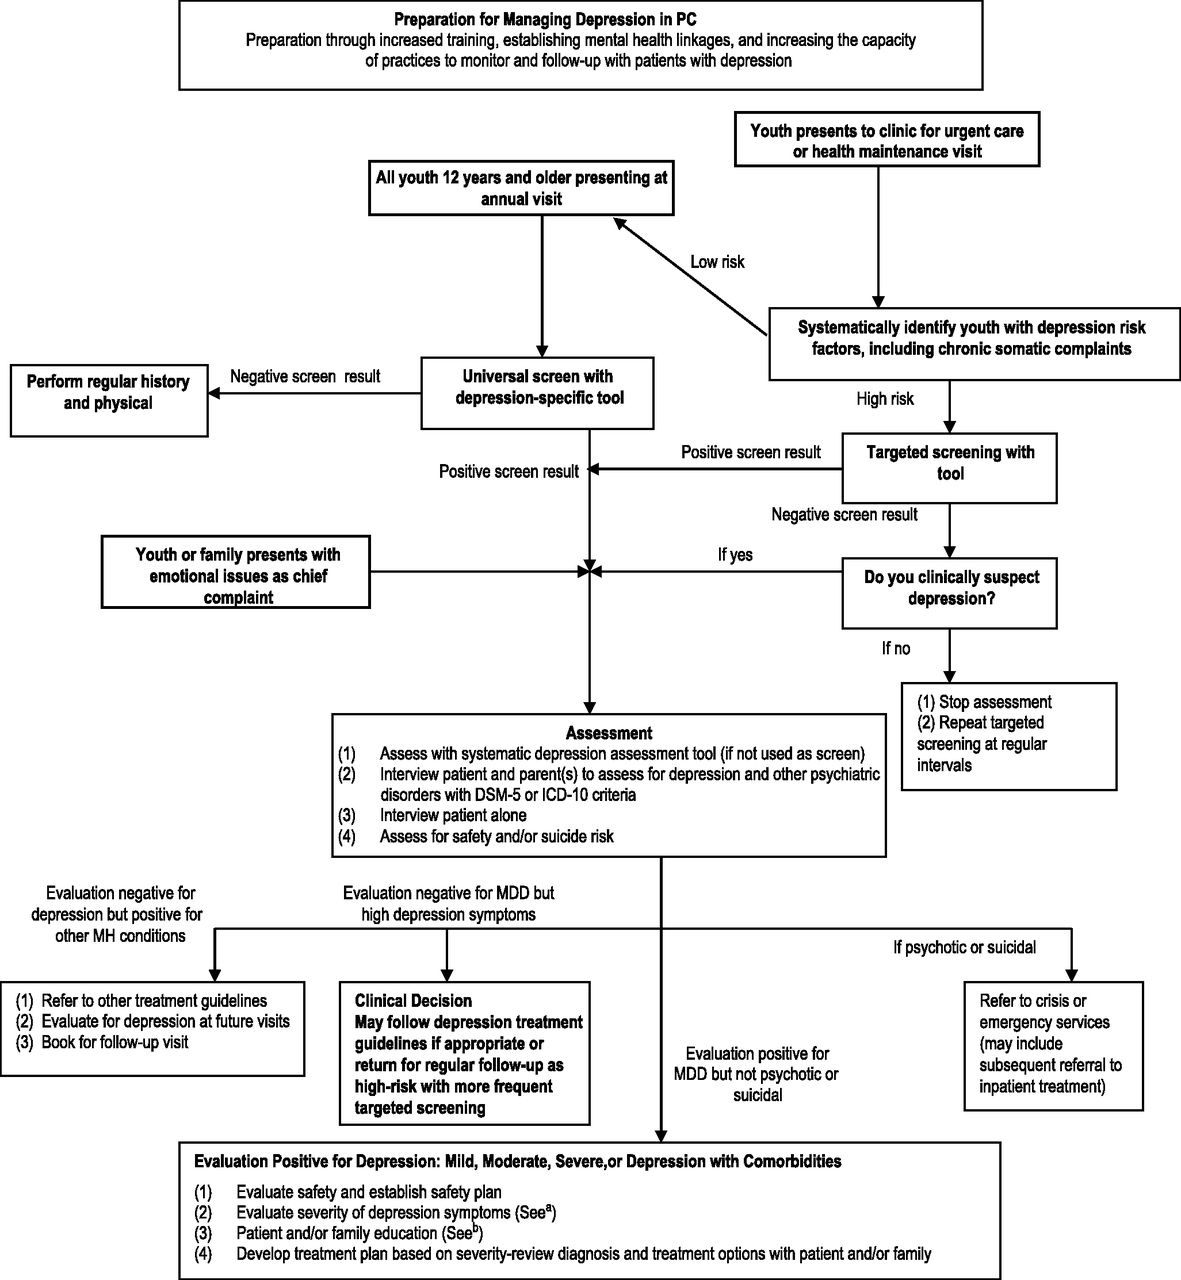 Preparation for Managing Depression in PC
Preparation through increased training, establishing mental health linkages, and increasing the capacity
of practices to monitor and follow-up with patients with depression
Youth presents to clinic for urgent care
or health maintenance visit
All youth 12 years and older presenting at
annual visit
Low risk
Systematically identify youth with depression risk
factors, including chronic somatic complaints
Perform regular history
and physical
Negative screen result
Universal screen with
depression-specific tool
High risk
Positive screen result
Positive screen result
Targeted screening with
tool
Negative screen result
Youth or family presents with
emotional issues as chief
complaint
If yes
Do you clinically suspect
depression?
If no
(1) Stop assessment
(2) Repeat targeted
screening at regular
intervals
Assessment
(1) Assess with systematic depression assessment tool (if not used as screen)
(2) Interview patient and parent(s) to assess for depression and other psychiatric
disorders with DSM-5 or ICD-10 criteria
(3) Interview patient alone
(4) Assess for safety and/or suicide risk
Evaluation negative for
depression but positive for
other MH conditions
Evaluation negative for MDD but
high depression symptoms
If psychotic or suicidal
(1) Refer to other treatment guidelines
(2) Evaluate for depression at future visits
(3) Book for follow-up visit
Clinical Decision
May follow depression treatment
guidelines if appropriate or
return for regular follow-up as
high-risk with more frequent
targeted screening
Evaluation positive for
MDD but not psychotic or
suicidal
Refer to crisis or
emergency services
(may include
subsequent referral to
inpatient treatment)
Evaluation Positive for Depression: Mild, Moderate, Severe,or Depression with Comorbidities
(1) Evaluate safety and establish safety plan
(2) Evaluate severity of depression symptoms (Seeª)
(3) Patient and/or family education (Seeᵇ)
(4) Develop treatment plan based on severity-review diagnosis and treatment options with patient and/or family